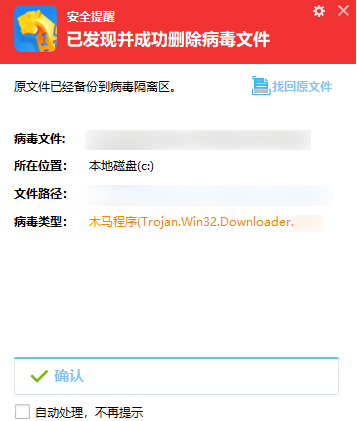 安全提醒
已发现并成功删除病毒文件
原文件已经备份到病毒隔离区。
找回原文件
病毒文件:
所在位置: 本地磁盘(c:)
文件路径:
病毒类型: 木马程序(Trojan.Win32.Downloader.
确认
自动处理，不再提示